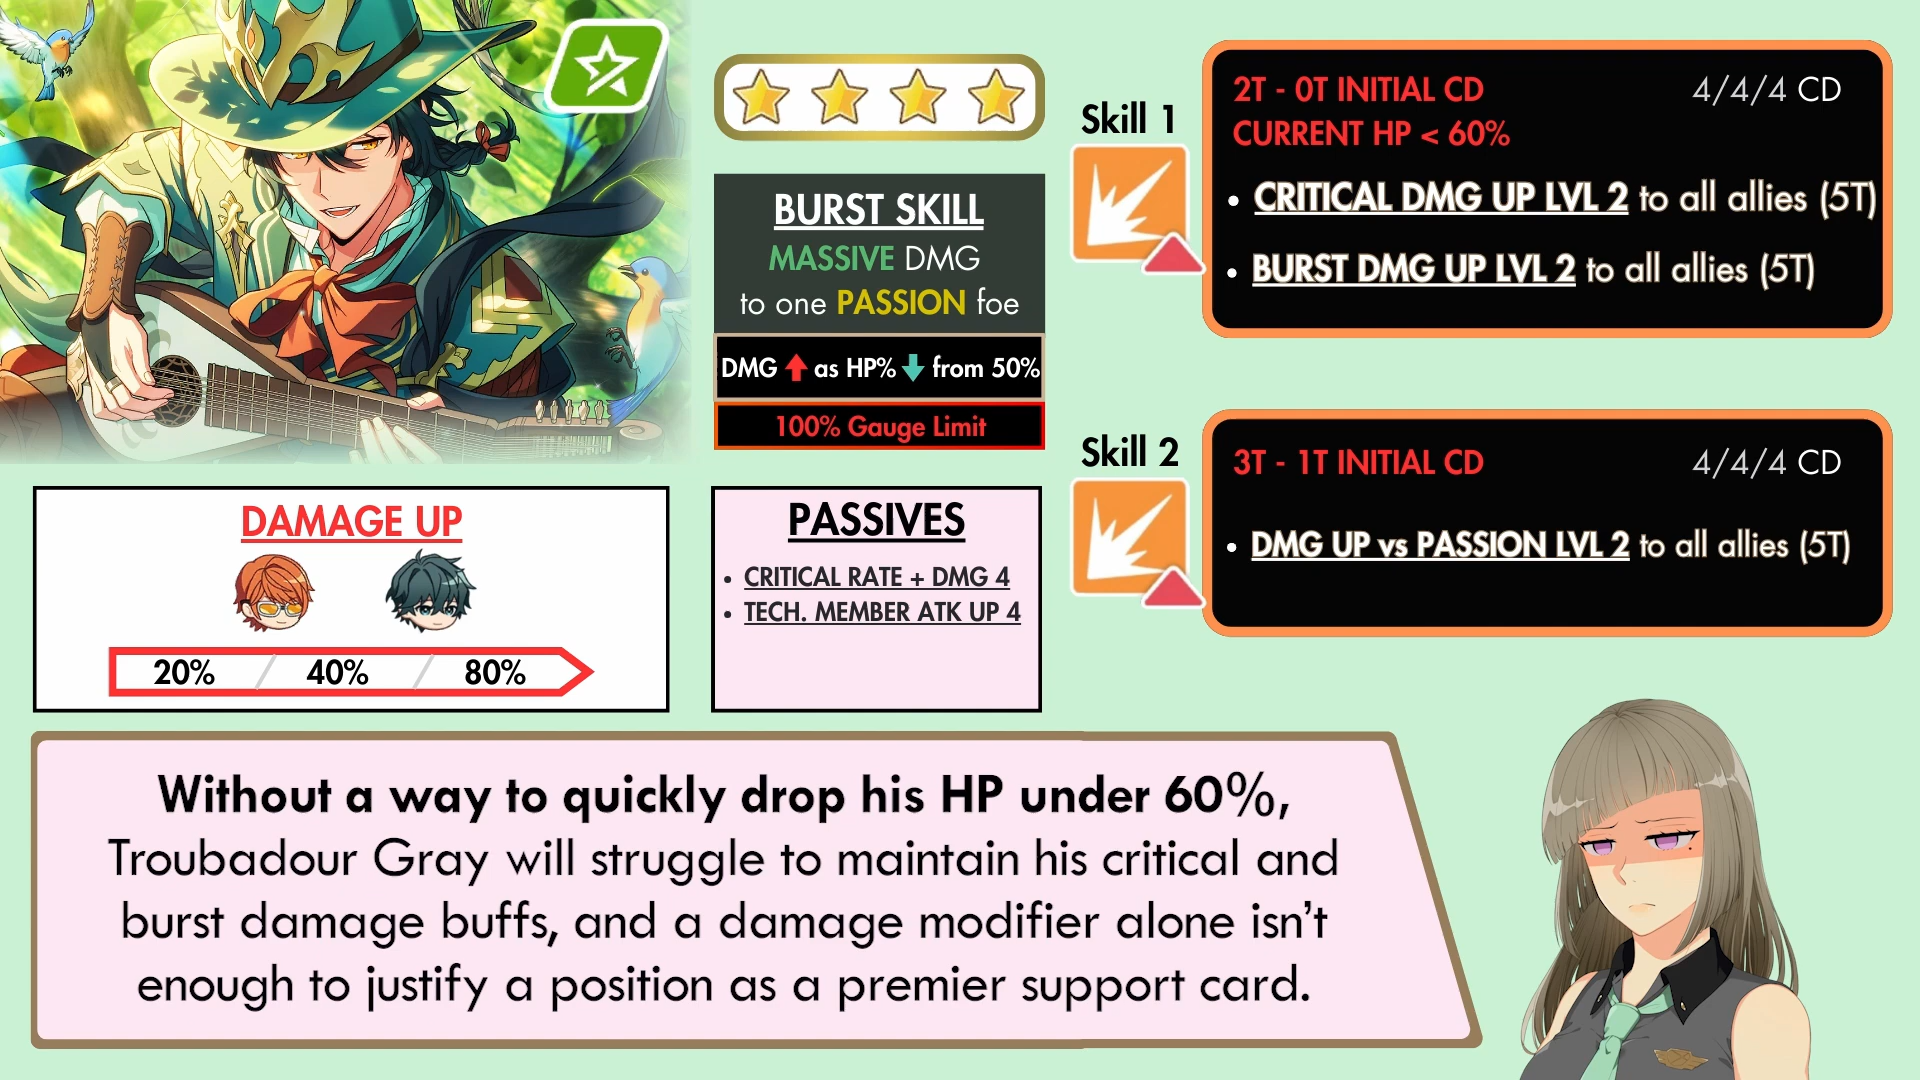 BURST SKILL
MASSIVE DMG
to one PASSION foe
DMG as HP% from 50%
100% Gauge Limit
Skill 1
2T - 0T INITIAL CD 4/4/4 CD
CURRENT HP < 60%
• CRITICAL DMG UP LVL 2 to all allies (5T)
• BURST DMG UP LVL 2 to all allies (5T)
Skill 2
3T - 1T INITIAL CD 4/4/4 CD
• DMG UP vs PASSION LVL 2 to all allies (5T)
DAMAGE UP
20% / 40% / 80%
PASSIVES
• CRITICAL RATE + DMG 4
• TECH. MEMBER ATK UP 4
Without a way to quickly drop his HP under 60%,
Troubadour Gray will struggle to maintain his critical and
burst damage buffs, and a damage modifier alone isn't
enough to justify a position as a premier support card.